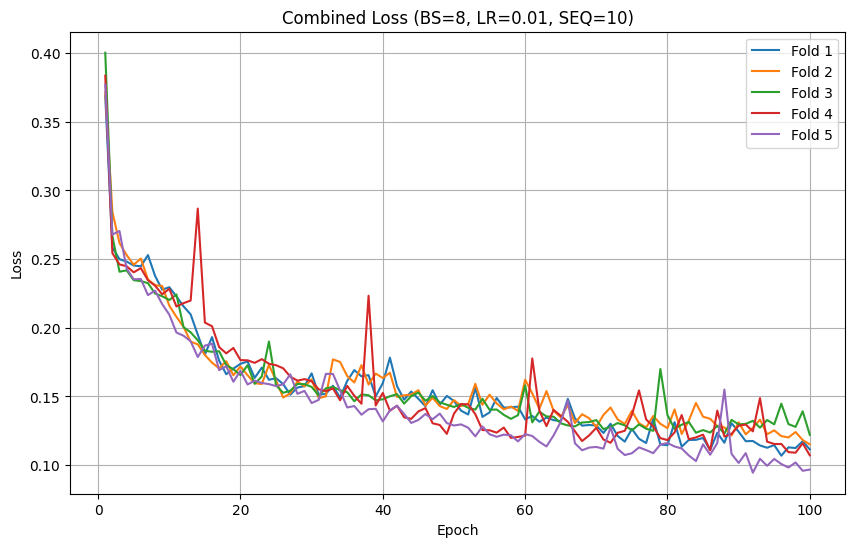 Combined Loss (BS=8, LR=0.01, SEQ=10)
Fold 1
Fold 2
Fold 3
Fold 4
Fold 5
Loss
0.40
0.35
0.30
0.25
0.20
0.15
0.10
0
20
40
60
80
100
Epoch